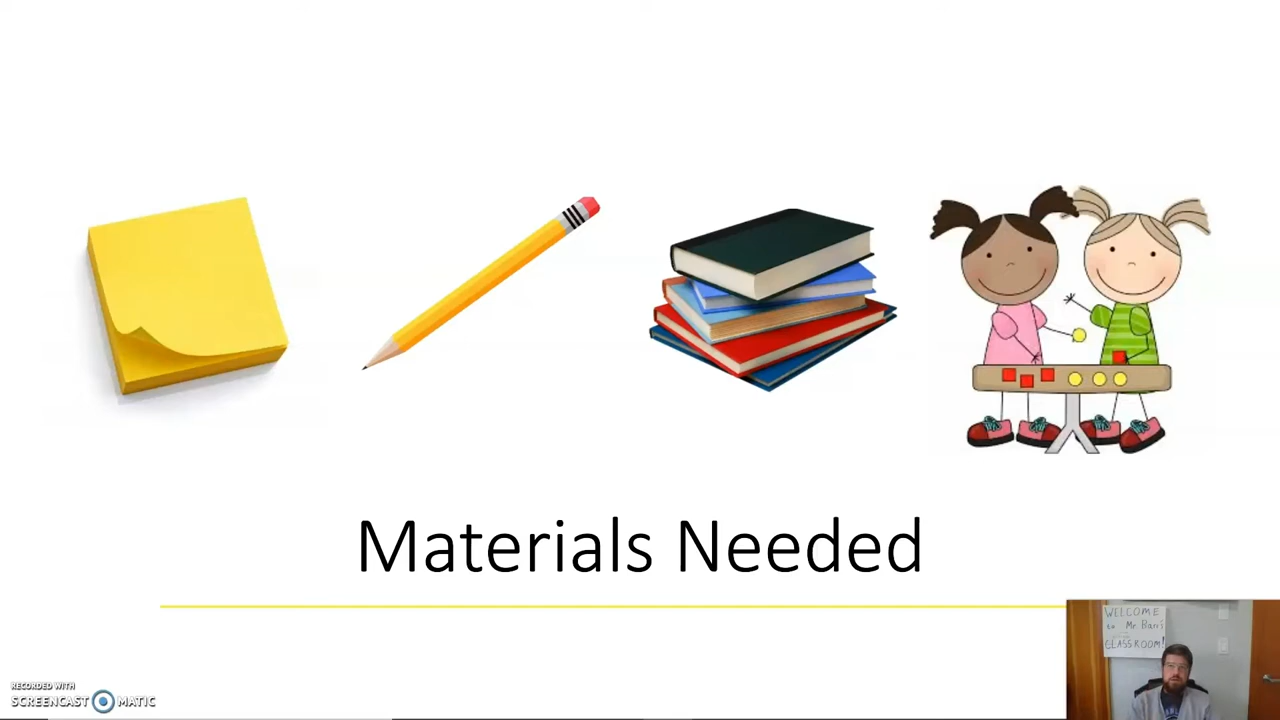 Materials Needed
WELCOME
to Mr. Barr's
CLASSROOM!
RECORDED WITH
SCREENCAST MATIC